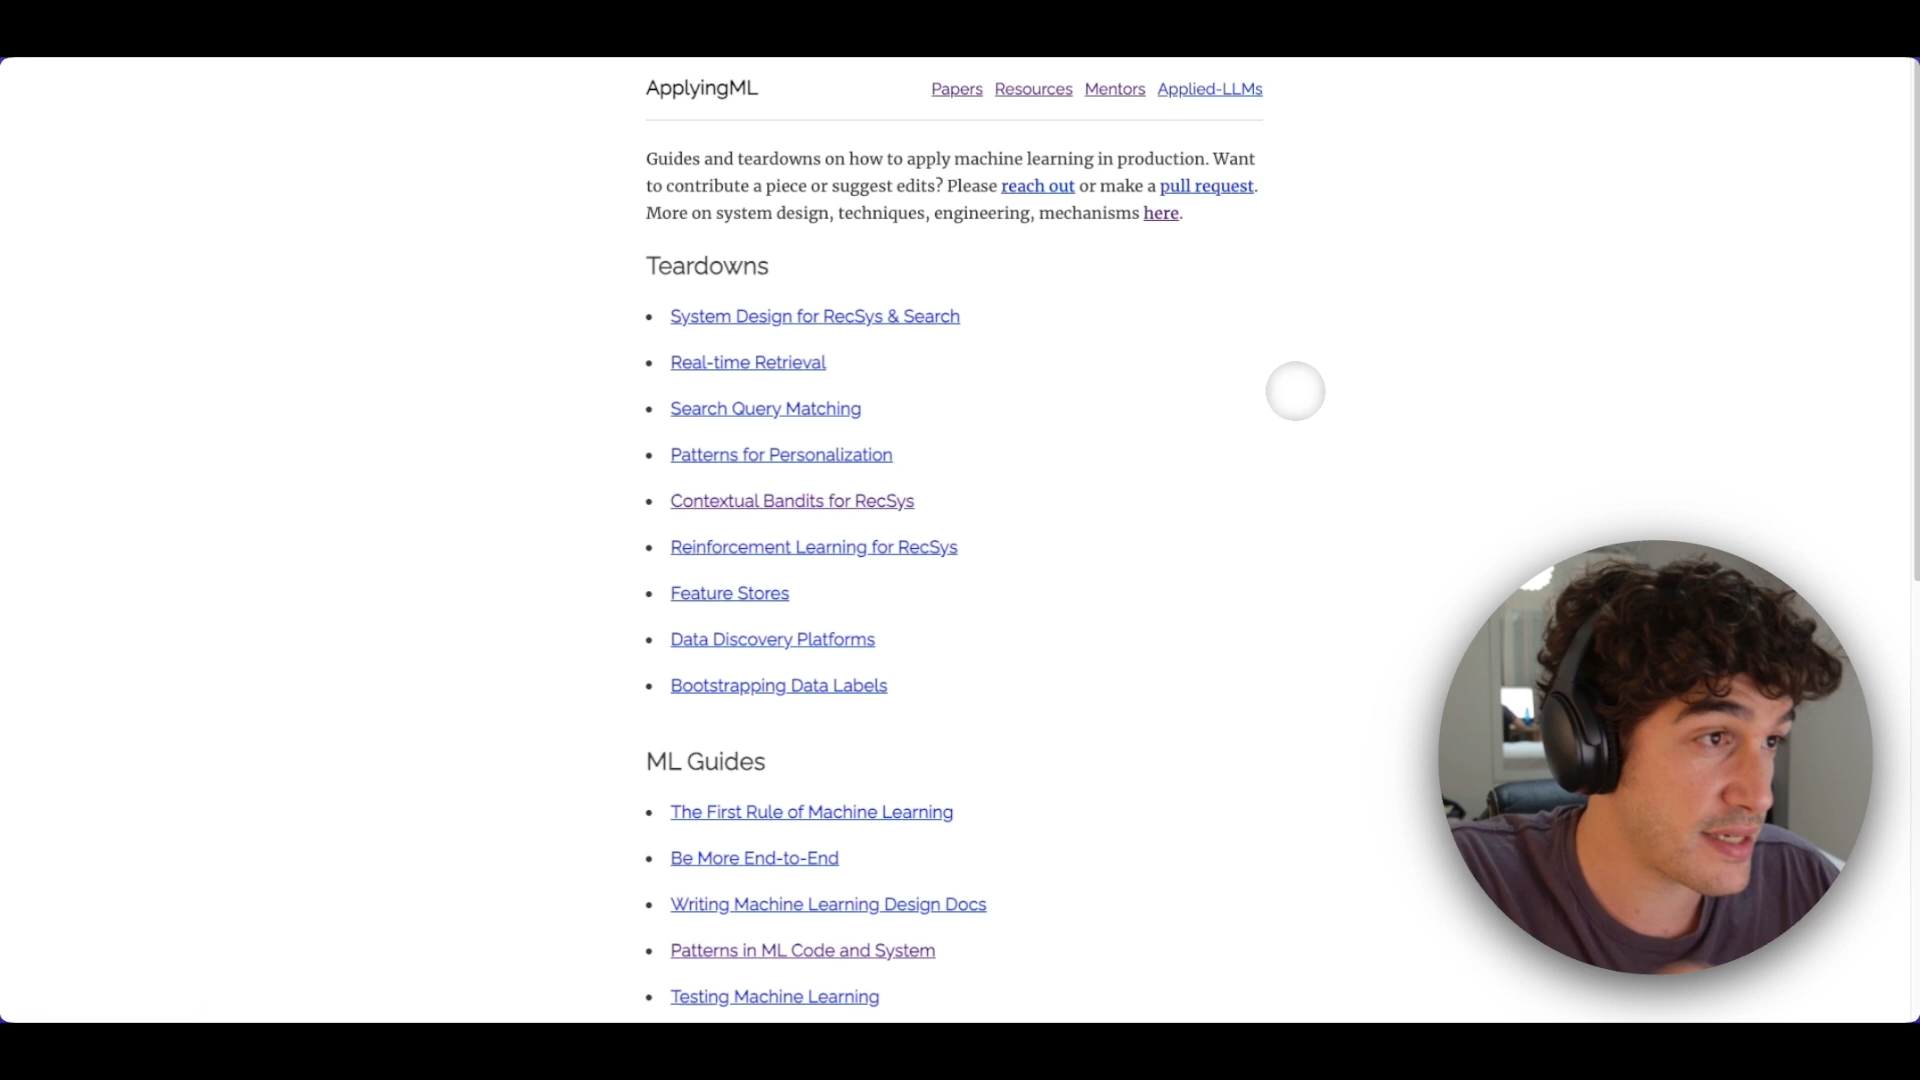 ApplyingML
Papers Resources Mentors Applied-LLMs
Guides and teardowns on how to apply machine learning in production. Want
to contribute a piece or suggest edits? Please reach out or make a pull request.
More on system design, techniques, engineering, mechanisms here.
Teardowns
System Design for RecSys & Search
Real-time Retrieval
Search Query Matching
Patterns for Personalization
Contextual Bandits for RecSys
Reinforcement Learning for RecSys
Feature Stores
Data Discovery Platforms
Bootstrapping Data Labels
ML Guides
The First Rule of Machine Learning
Be More End-to-End
Writing Machine Learning Design Docs
Patterns in ML Code and System
Testing Machine Learning